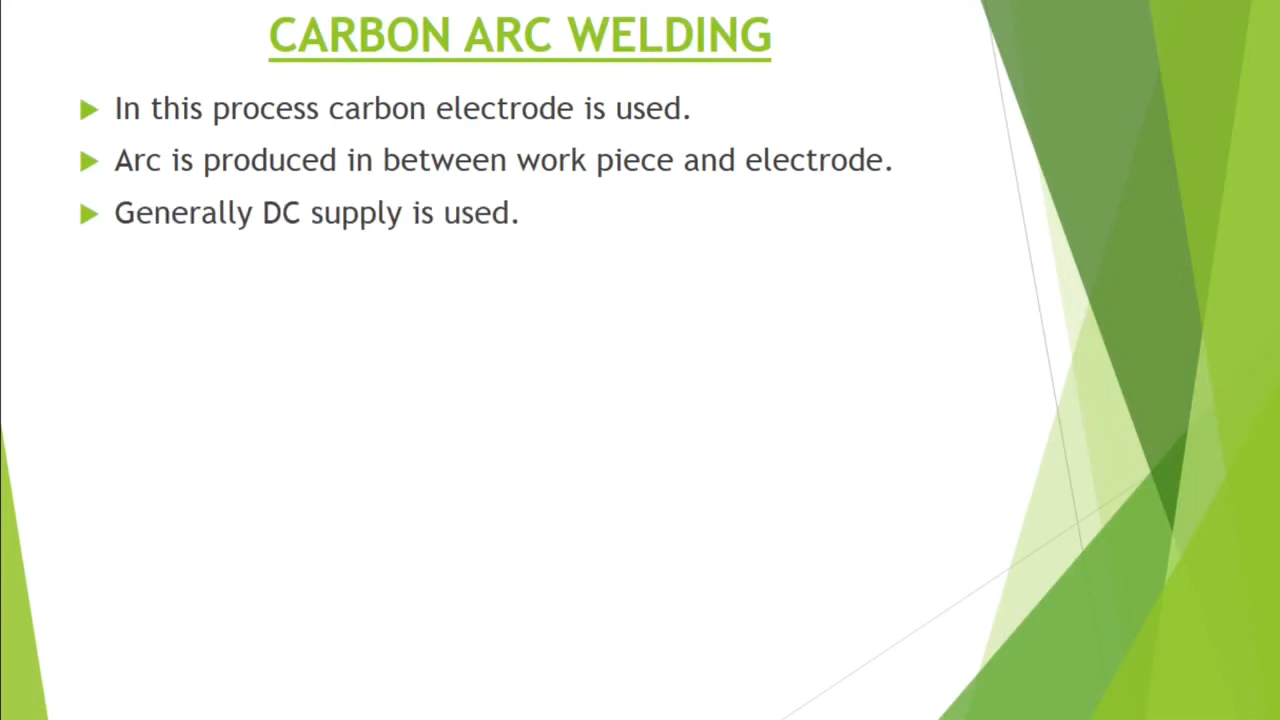 CARBON ARC WELDING
In this process carbon electrode is used.
Arc is produced in between work piece and electrode.
Generally DC supply is used.